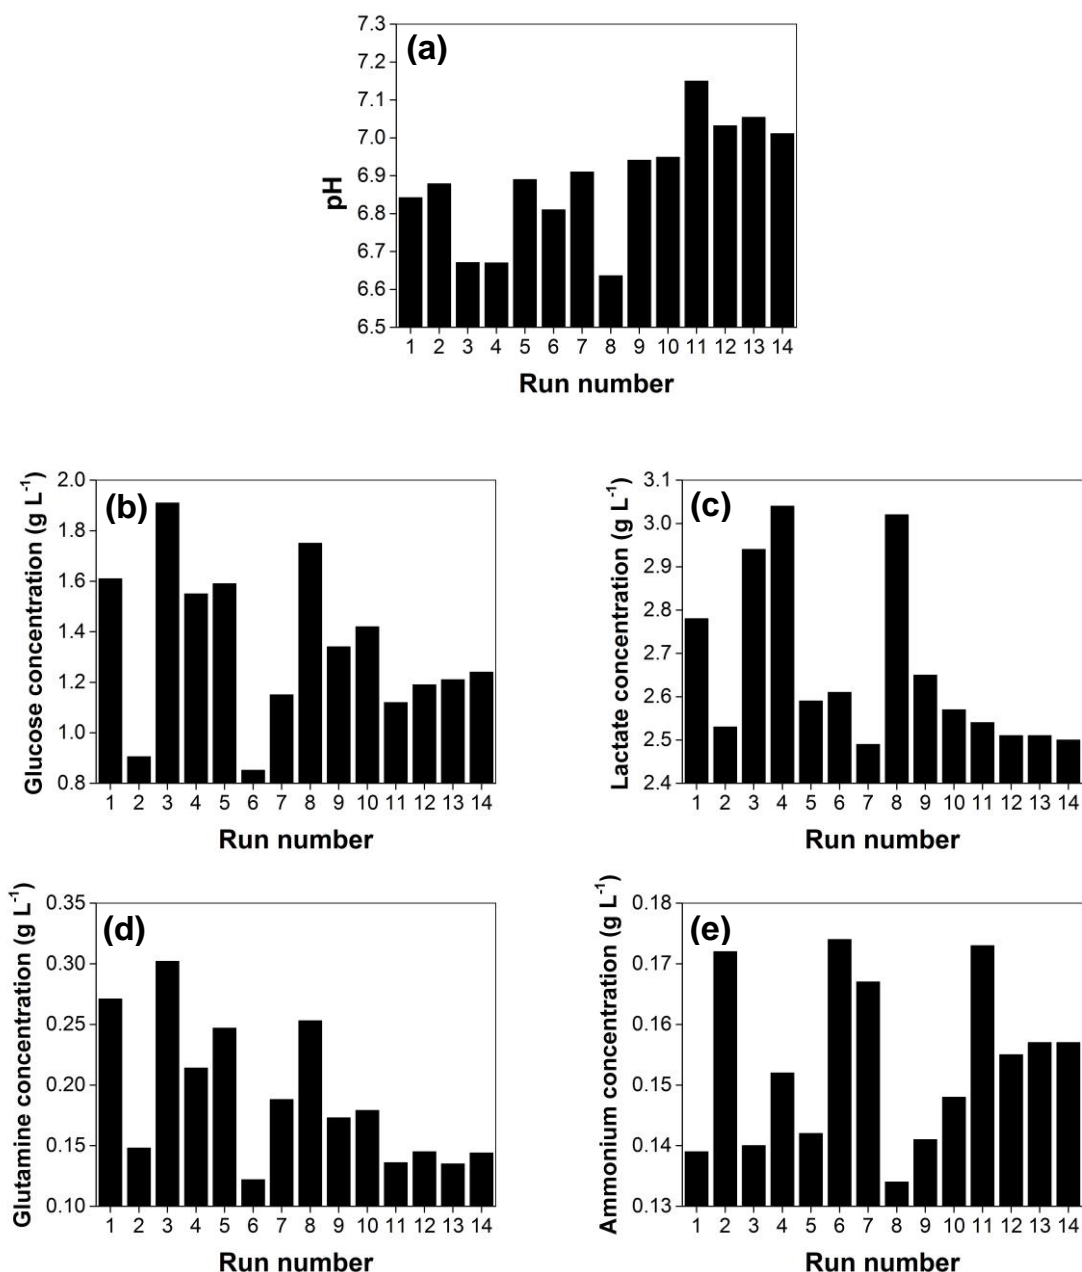 (a)
pH
7.3
7.2
7.1
7.0
6.9
6.8
6.7
6.6
6.5
1 2 3 4 5 6 7 8 9 10 11 12 13 14
Run number
(b)
Glucose concentration (g L⁻¹)
2.0
1.8
1.6
1.4
1.2
1.0
0.8
1 2 3 4 5 6 7 8 9 10 11 12 13 14
Run number
(c)
Lactate concentration (g L⁻¹)
3.1
3.0
2.9
2.8
2.7
2.6
2.5
2.4
1 2 3 4 5 6 7 8 9 10 11 12 13 14
Run number
(d)
Glutamine concentration (g L⁻¹)
0.35
0.30
0.25
0.20
0.15
0.10
1 2 3 4 5 6 7 8 9 10 11 12 13 14
Run number
(e)
Ammonium concentration (g L⁻¹)
0.18
0.17
0.16
0.15
0.14
0.13
1 2 3 4 5 6 7 8 9 10 11 12 13 14
Run number